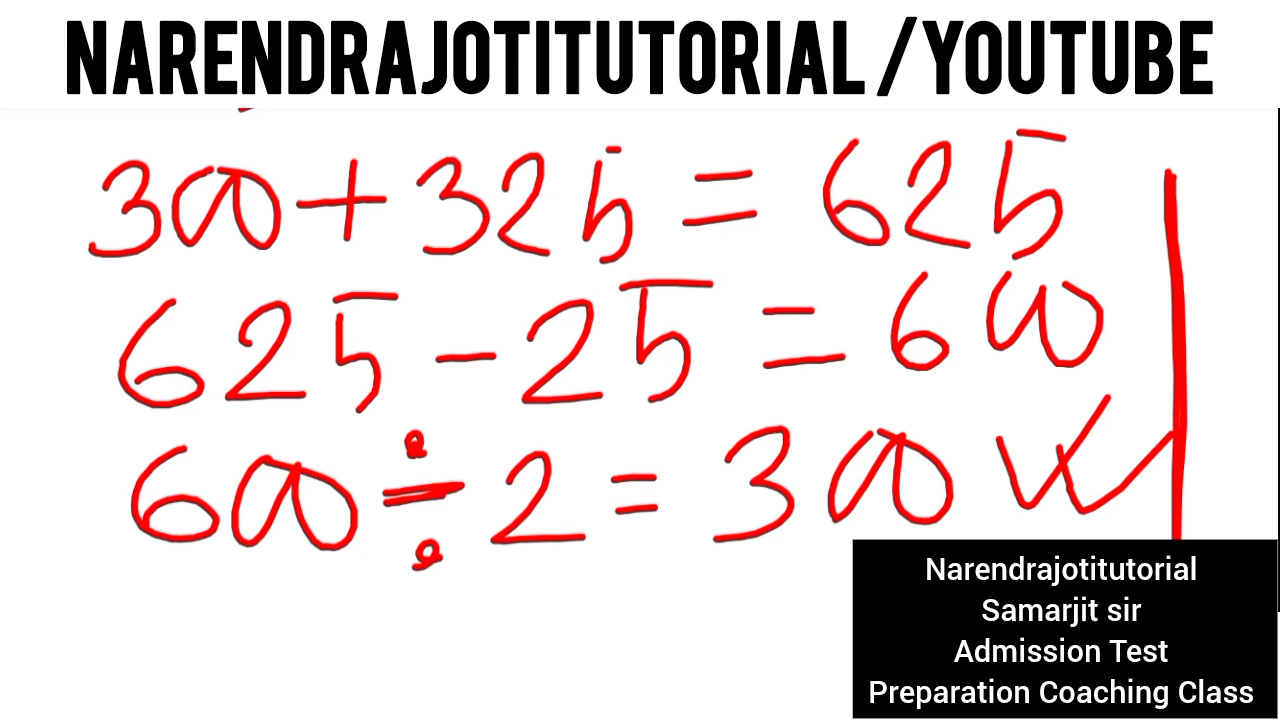 NARENDRAJOTITUTORIAL /YOUTUBE
300 + 325 = 625
625 - 25 = 600
600 ÷ 2 = 300
Narendrajotitutorial
Samarjit sir
Admission Test
Preparation Coaching Class